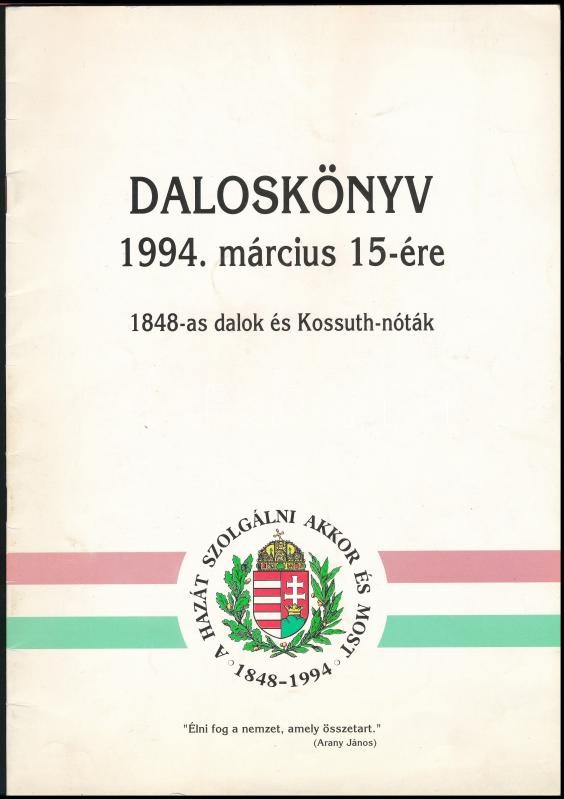 DALOSKÖNYV
1994. március 15-ére
1848-as dalok és Kossuth-nóták
A HAZÁT SZOLGÁLNI AKKOR ÉS MOST
1848-1994
"Élni fog a nemzet, amely összetart."
(Arany János)